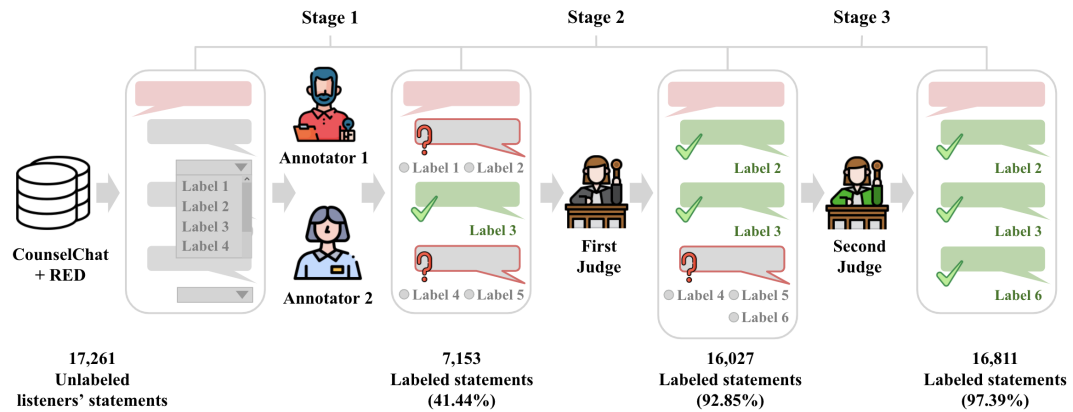 Stage 1
Stage 2
Stage 3
CounselChat
+ RED
Label 1
Label 2
Label 3
Label 4
Annotator 1
Annotator 2
Label 1 Label 2
Label 3
Label 4 Label 5
First
Judge
Label 2
Label 3
Label 4 Label 5
Label 6
Second
Judge
Label 2
Label 3
Label 6
17,261
Unlabeled
listeners' statements
7,153
Labeled statements
(41.44%)
16,027
Labeled statements
(92.85%)
16,811
Labeled statements
(97.39%)